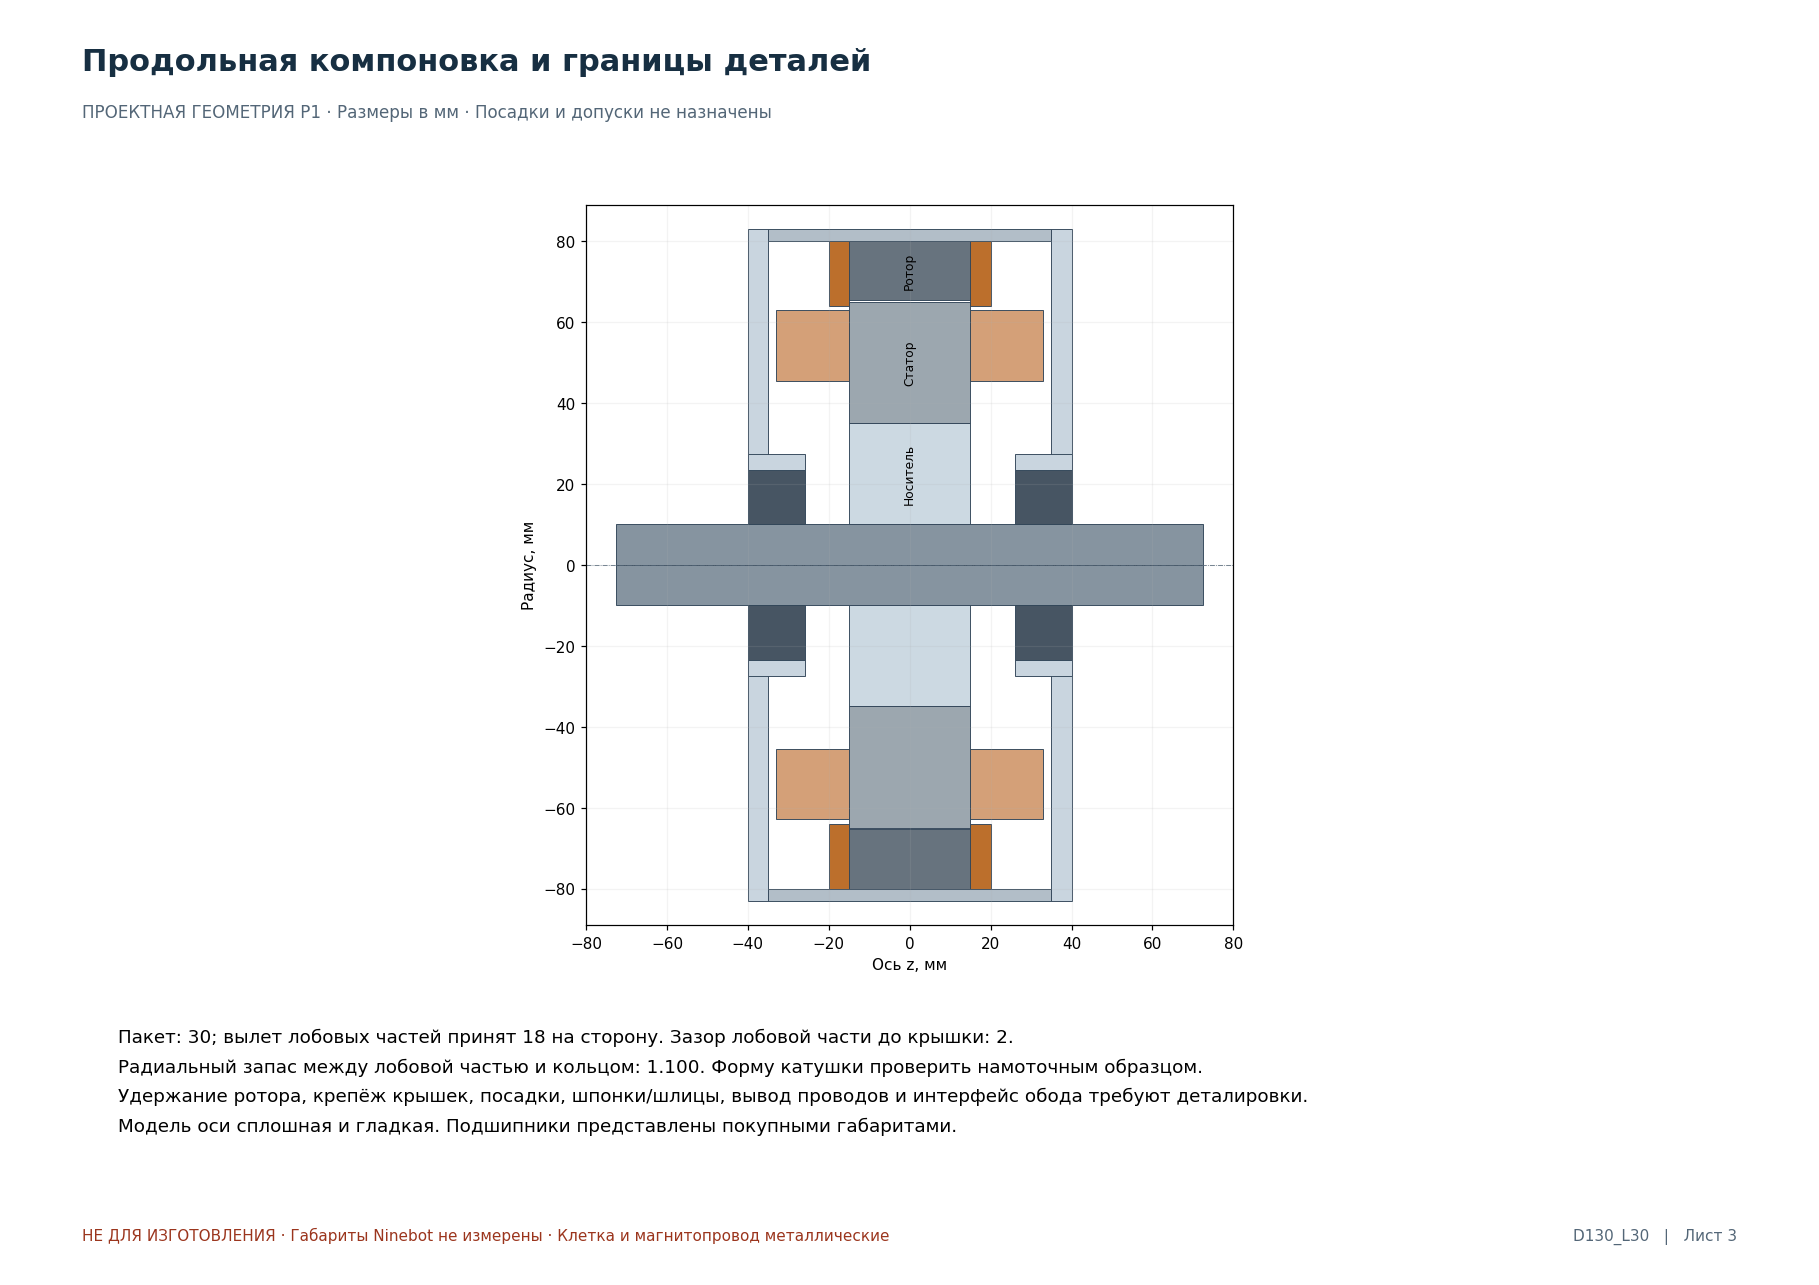 Продольная компоновка и границы деталей
ПРОЕКТНАЯ ГЕОМЕТРИЯ P1 · Размеры в мм · Посадки и допуски не назначены
80
60
40
20
0
−20
−40
−60
−80
Радиус, мм
Ротор
Статор
Носитель
−80 −60 −40 −20 0 20 40 60 80
Ось z, мм
Пакет: 30; вылет лобовых частей принят 18 на сторону. Зазор лобовой части до крышки: 2.
Радиальный запас между лобовой частью и кольцом: 1.100. Форму катушки проверить намоточным образцом.
Удержание ротора, крепёж крышек, посадки, шпонки/шлицы, вывод проводов и интерфейс обода требуют деталировки.
Модель оси сплошная и гладкая. Подшипники представлены покупными габаритами.
НЕ ДЛЯ ИЗГОТОВЛЕНИЯ · Габариты Ninebot не измерены · Клетка и магнитопровод металлические
D130_L30 | Лист 3